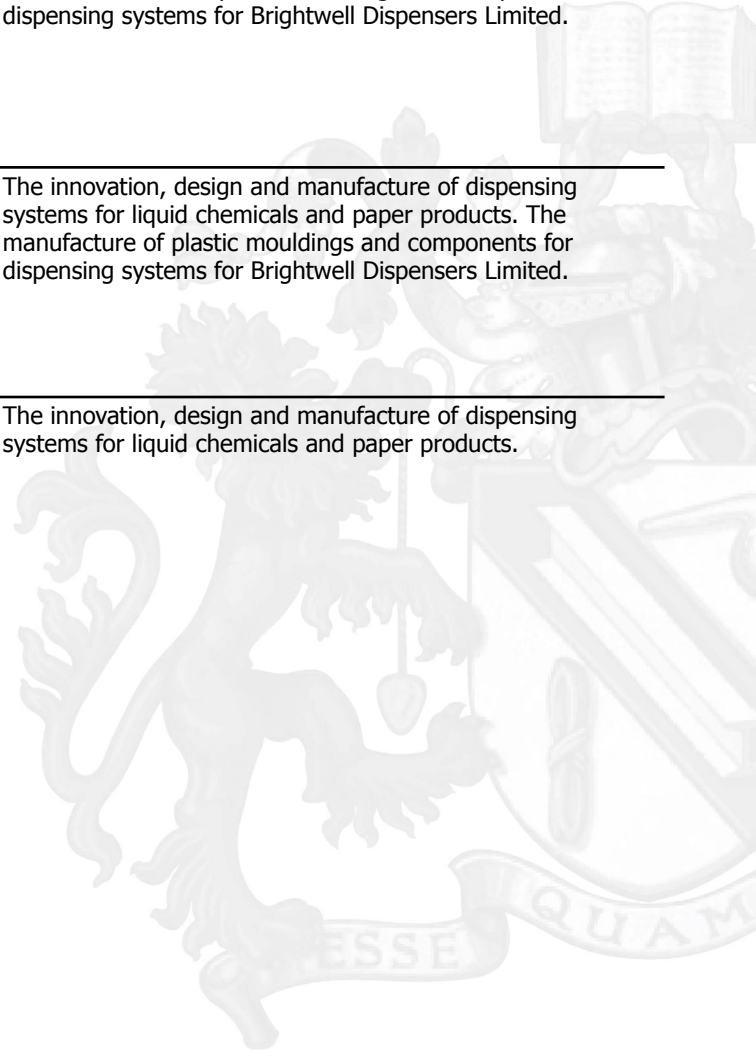 dispensing systems for Brightwell Dispensers Limited.
The innovation, design and manufacture of dispensing
systems for liquid chemicals and paper products. The
manufacture of plastic mouldings and components for
dispensing systems for Brightwell Dispensers Limited.
The innovation, design and manufacture of dispensing
systems for liquid chemicals and paper products.
ESSE QUAM